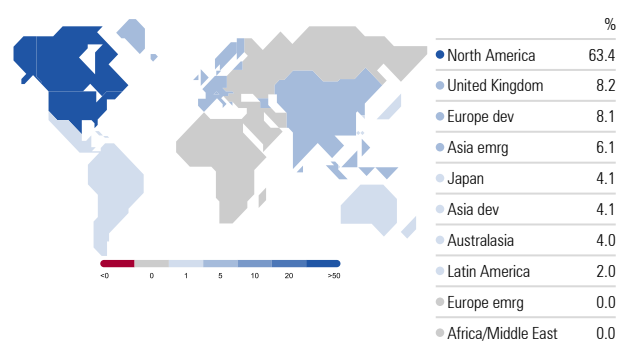 %
North America 63.4
United Kingdom 8.2
Europe dev 8.1
Asia emrg 6.1
Japan 4.1
Asia dev 4.1
Australasia 4.0
Latin America 2.0
Europe emrg 0.0
Africa/Middle East 0.0
<0 0 1 5 10 20 >50